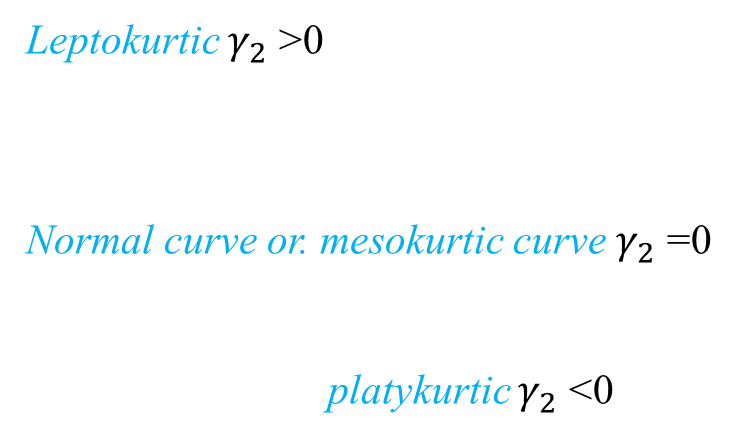 Leptokurtic γ₂ >0
Normal curve or. mesokurtic curve γ₂ =0
platykurtic γ₂ <0